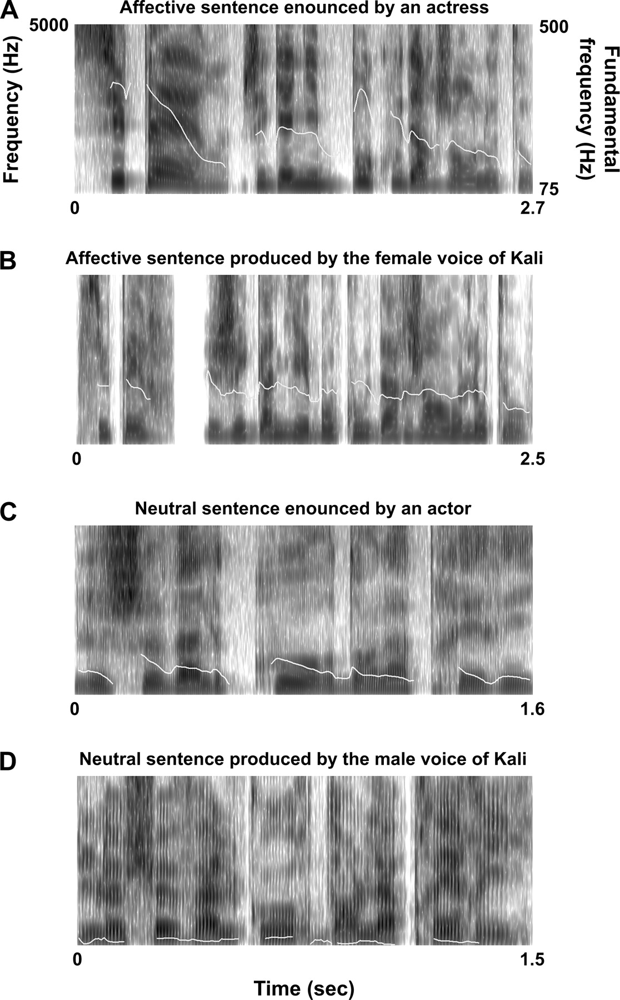 A
Affective sentence enounced by an actress
5000
500
Frequency (Hz)
Fundamental
frequency (Hz)
75
0
2.7
B
Affective sentence produced by the female voice of Kali
0
2.5
C
Neutral sentence enounced by an actor
0
1.6
D
Neutral sentence produced by the male voice of Kali
0
1.5
Time (sec)